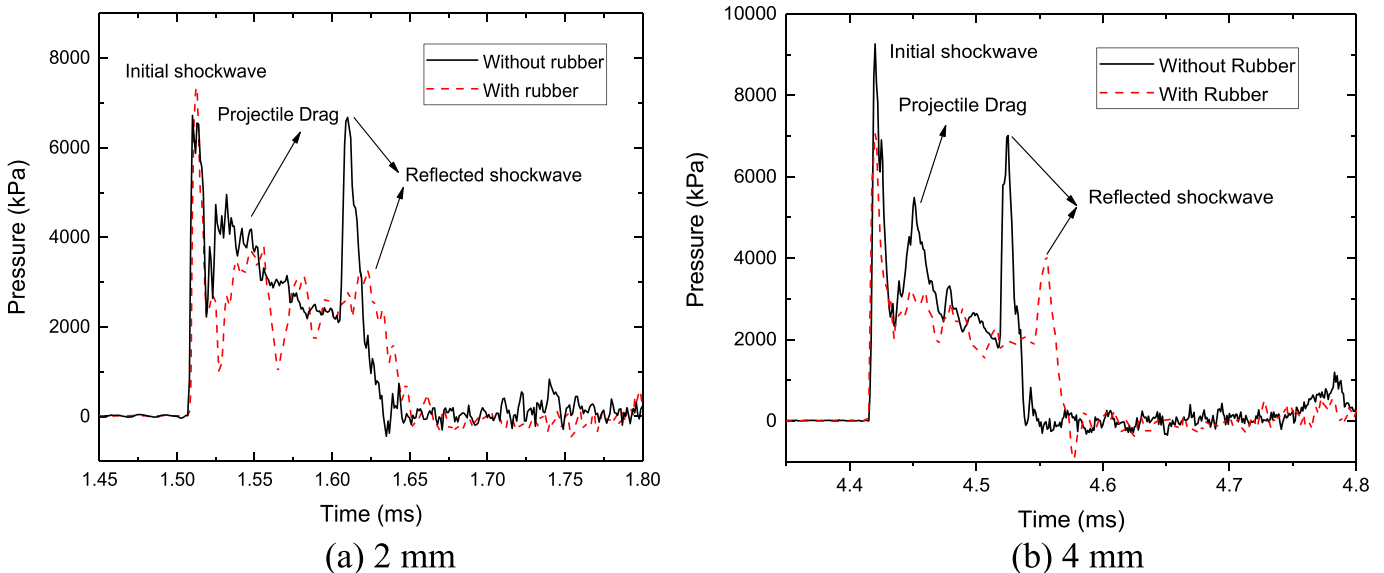 8000
6000
4000
2000
0
Pressure (kPa)
Initial shockwave
Without rubber
With rubber
Projectile Drag
Reflected shockwave
1.45 1.50 1.55 1.60 1.65 1.70 1.75 1.80
Time (ms)
(a) 2 mm
10000
8000
6000
4000
2000
0
Pressure (kPa)
Initial shockwave
Without Rubber
With Rubber
Projectile Drag
Reflected shockwave
4.4 4.5 4.6 4.7 4.8
Time (ms)
(b) 4 mm